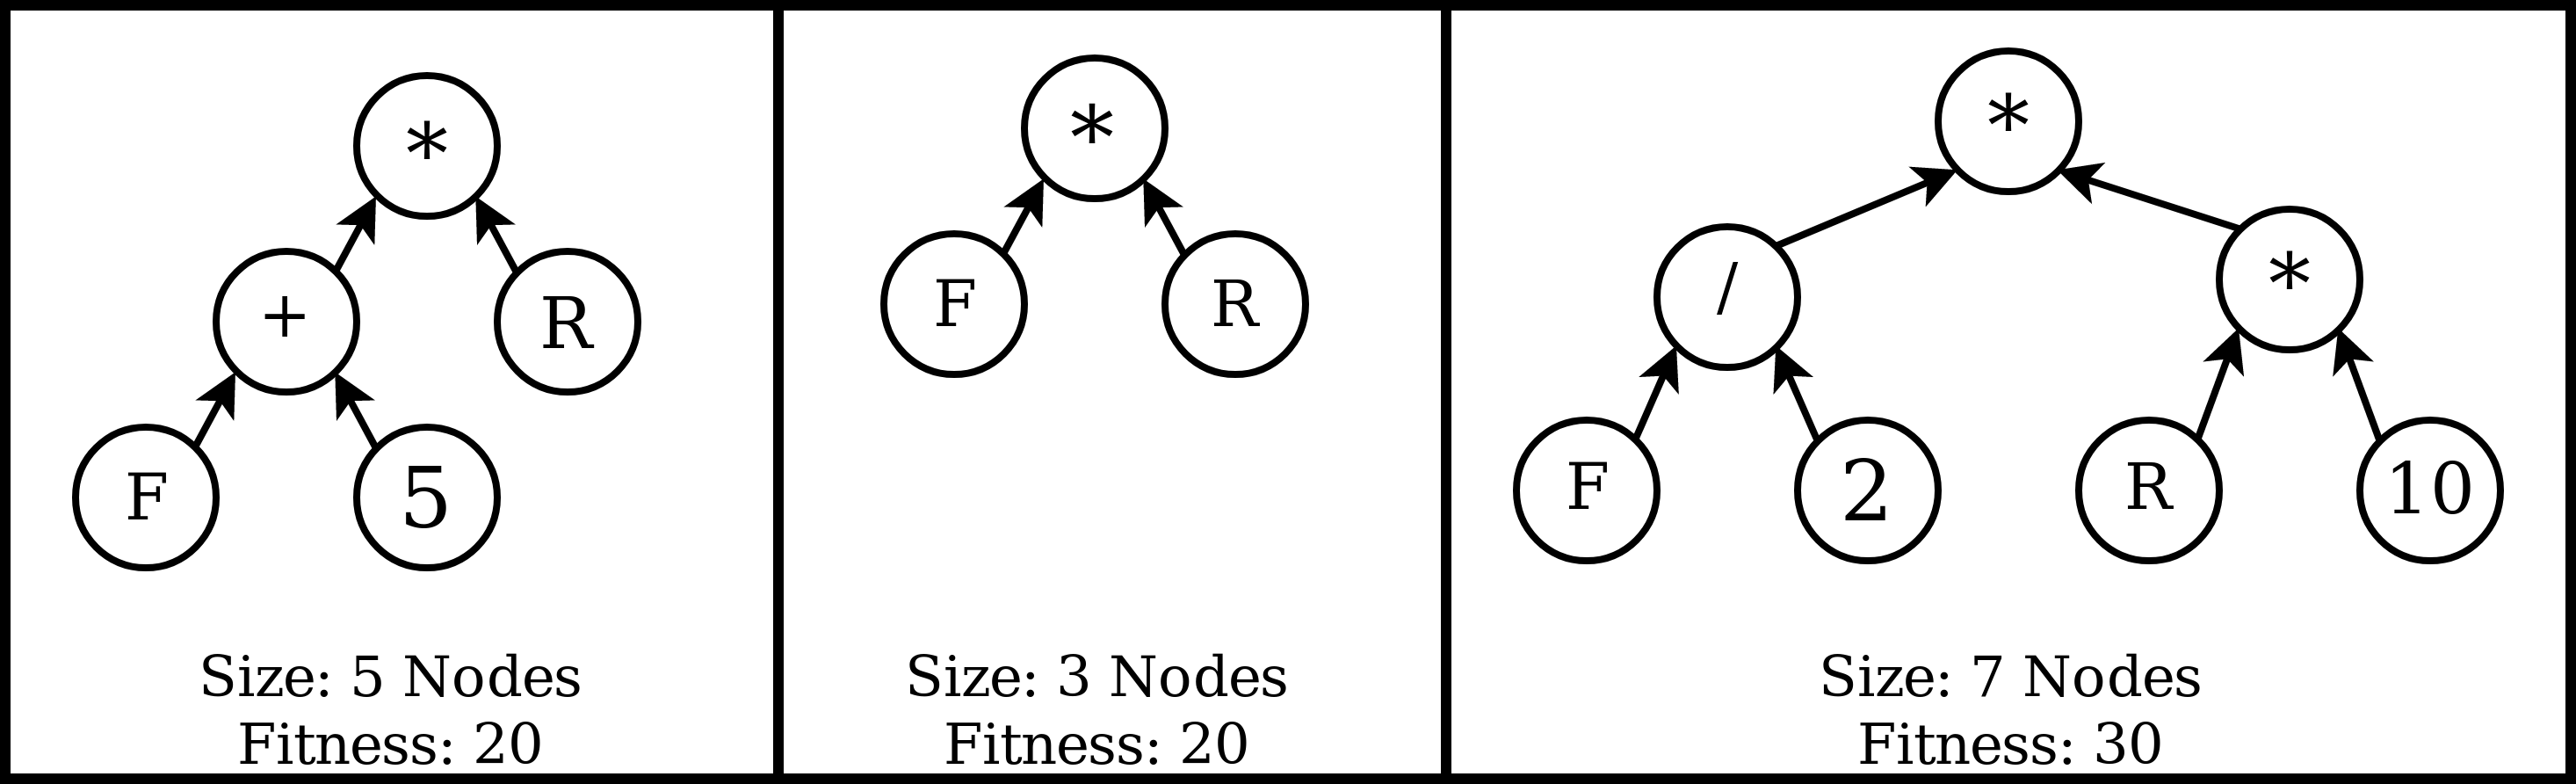 *
+
R
F
5
Size: 5 Nodes
Fitness: 20
*
F
R
Size: 3 Nodes
Fitness: 20
*
/
*
F
2
R
10
Size: 7 Nodes
Fitness: 30